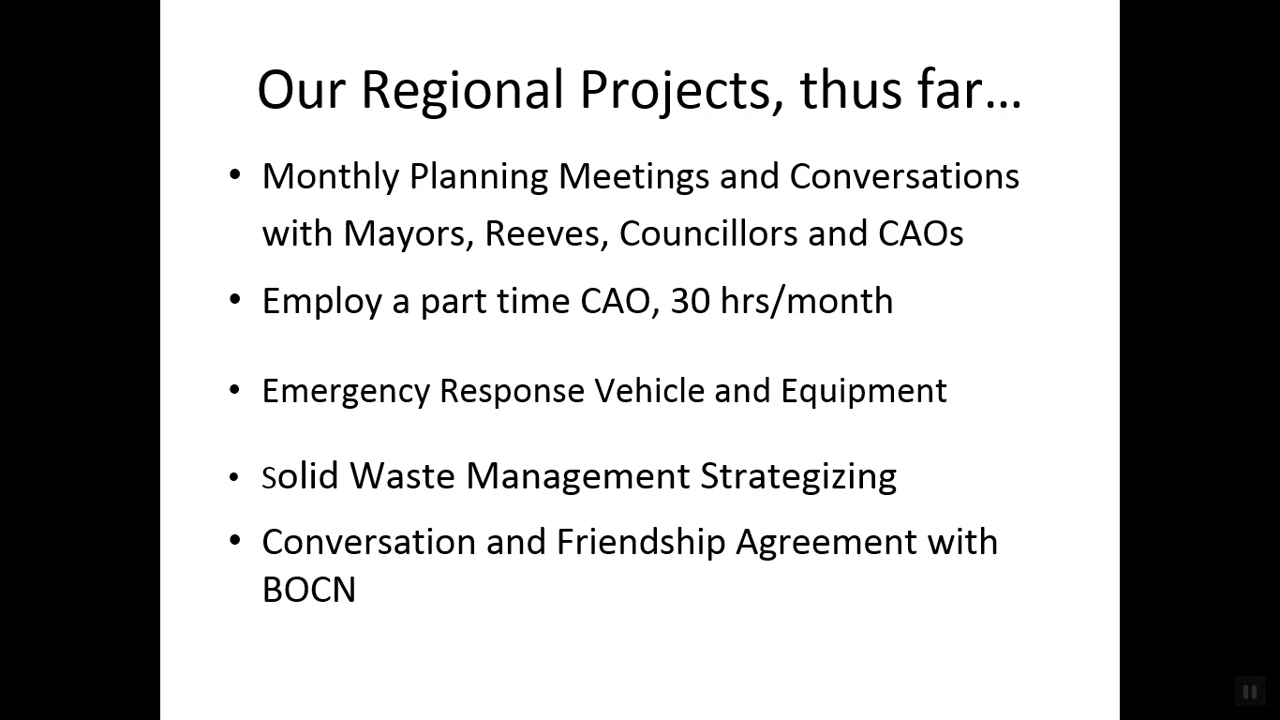 Our Regional Projects, thus far…
• Monthly Planning Meetings and Conversations
with Mayors, Reeves, Councillors and CAOs
• Employ a part time CAO, 30 hrs/month
• Emergency Response Vehicle and Equipment
• Solid Waste Management Strategizing
• Conversation and Friendship Agreement with
BOCN